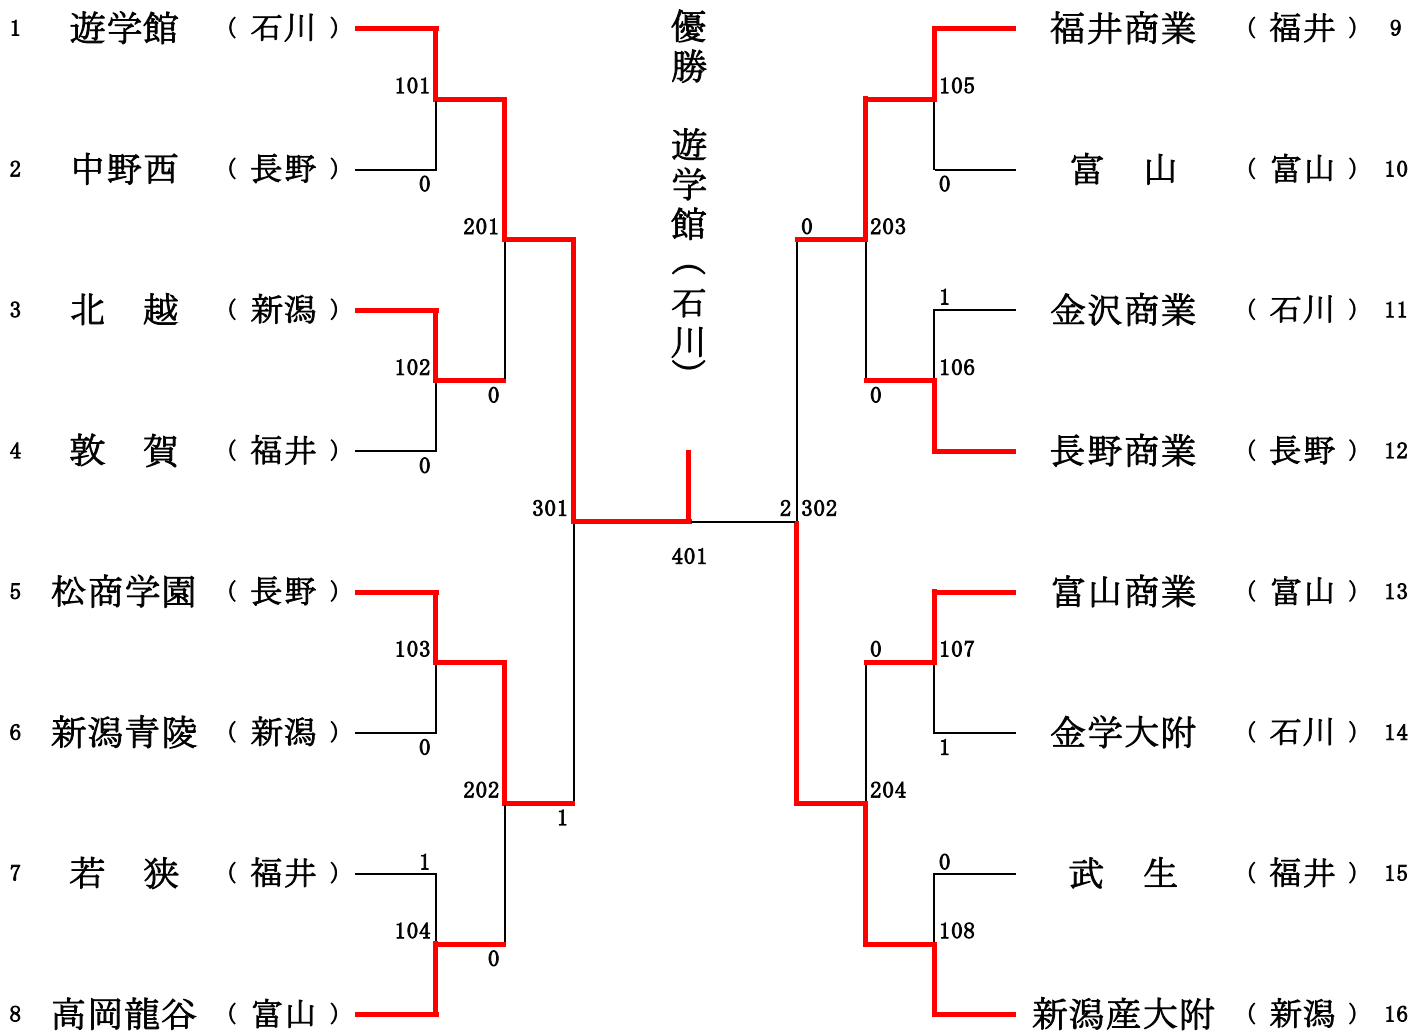 1 遊学館 （ 石川 ）
101
2 中野西 （ 長野 ）
0
201
3 北　越 （ 新潟 ）
102
0
4 敦　賀 （ 福井 ）
0
301
5 松商学園 （ 長野 ）
103
6 新潟青陵 （ 新潟 ）
0
202
1
7 若　狭 （ 福井 ）
1
104
0
8 高岡龍谷 （ 富山 ）
優勝　遊学館（石川）
401
福井商業 （ 福井 ） 9
105
富　山 （ 富山 ） 10
0
0 203
金沢商業 （ 石川 ） 11
1
106
0
長野商業 （ 長野 ） 12
2 302
富山商業 （ 富山 ） 13
0 107
金学大附 （ 石川 ） 14
1
204
武　生 （ 福井 ） 15
0
108
新潟産大附 （ 新潟 ） 16